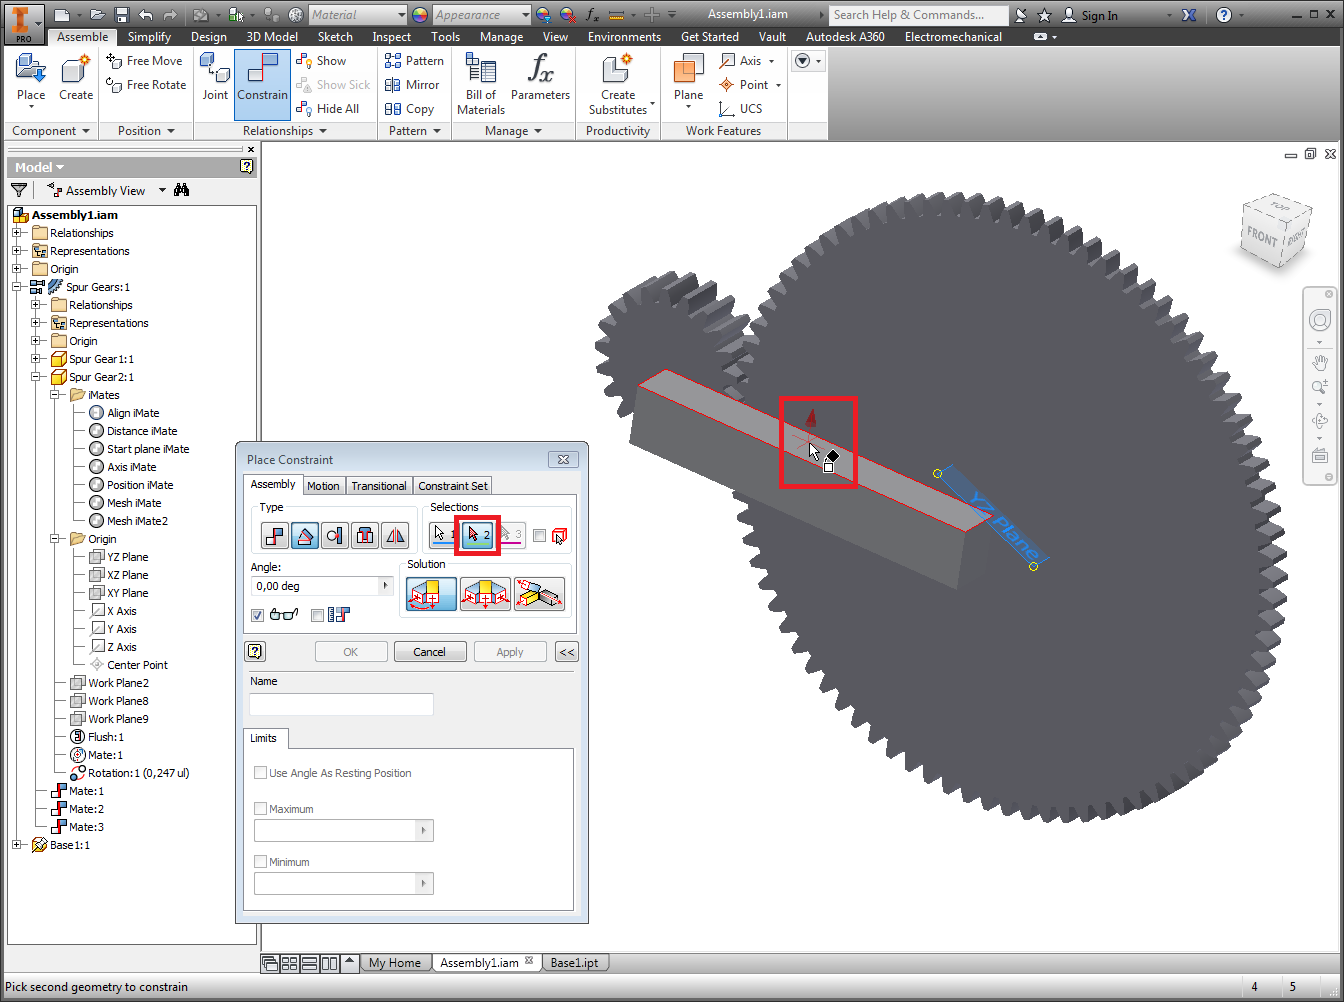 PRO
Material
Appearance
Assembly1.iam
Search Help & Commands...
Sign In
Assemble
Simplify
Design
3D Model
Sketch
Inspect
Tools
Manage
View
Environments
Get Started
Vault
Autodesk A360
Electromechanical
Place
Create
Free Move
Free Rotate
Joint
Constrain
Show
Show Sick
Hide All
Pattern
Mirror
Copy
Bill of
Materials
Parameters
Create
Substitutes
Plane
Axis
Point
UCS
Component
Position
Relationships
Pattern
Manage
Productivity
Work Features
Model
Assembly View
Assembly1.iam
Relationships
Representations
Origin
Spur Gears:1
Relationships
Representations
Origin
Spur Gear1:1
Spur Gear2:1
iMates
Align iMate
Distance iMate
Start plane iMate
Axis iMate
Position iMate
Mesh iMate
Mesh iMate2
Origin
YZ Plane
XZ Plane
XY Plane
X Axis
Y Axis
Z Axis
Center Point
Work Plane2
Work Plane8
Work Plane9
Flush:1
Mate:1
Rotation:1 (0,247 ul)
Mate:1
Mate:2
Mate:3
Base1:1
TOP
FRONT
RIGHT
YZ Plane
Place Constraint
Assembly
Motion
Transitional
Constraint Set
Type
Selections
1
2
3
Angle:
0,00 deg
Solution
OK
Cancel
Apply
<<
Name
Limits
Use Angle As Resting Position
Maximum
Minimum
My Home
Assembly1.iam
Base1.ipt
Pick second geometry to constrain
4
5